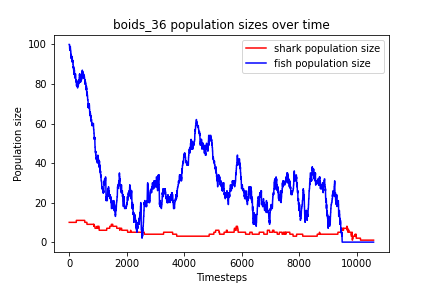 boids_36 population sizes over time
shark population size
fish population size
100
80
60
40
20
0
Population size
0 2000 4000 6000 8000 10000
Timesteps